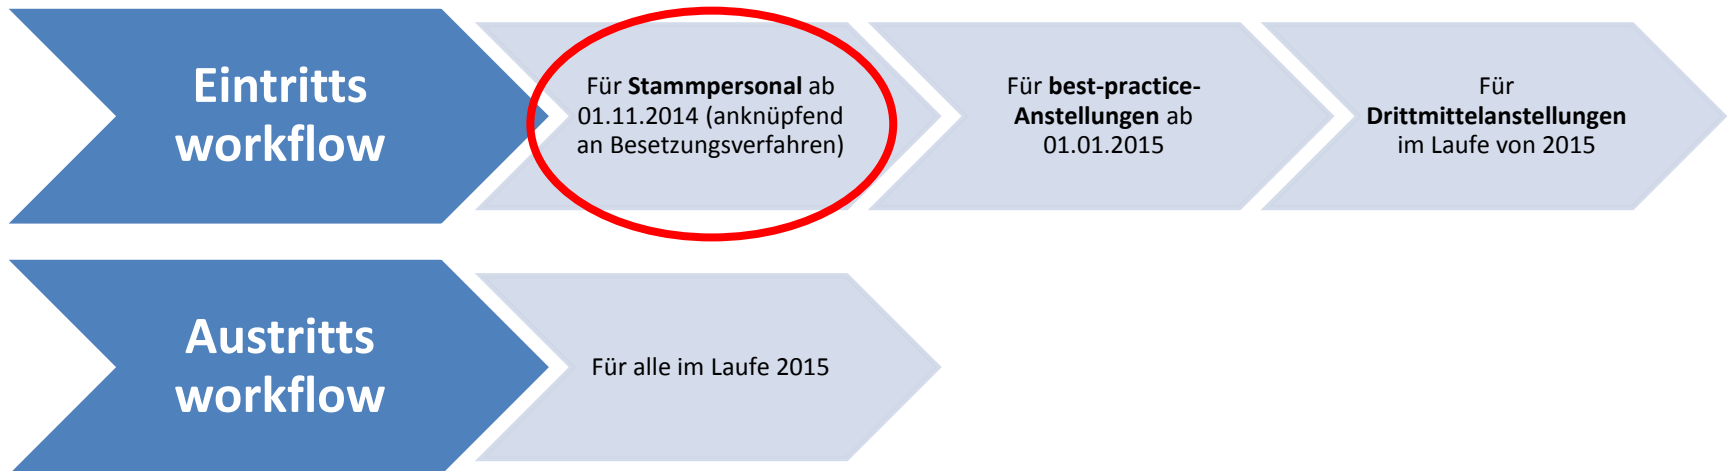 Eintritts
workflow
Für Stammpersonal ab
01.11.2014 (anknüpfend
an Besetzungsverfahren)
Für best-practice-
Anstellungen ab
01.01.2015
Für
Drittmittelanstellungen
im Laufe von 2015
Austritts
workflow
Für alle im Laufe 2015